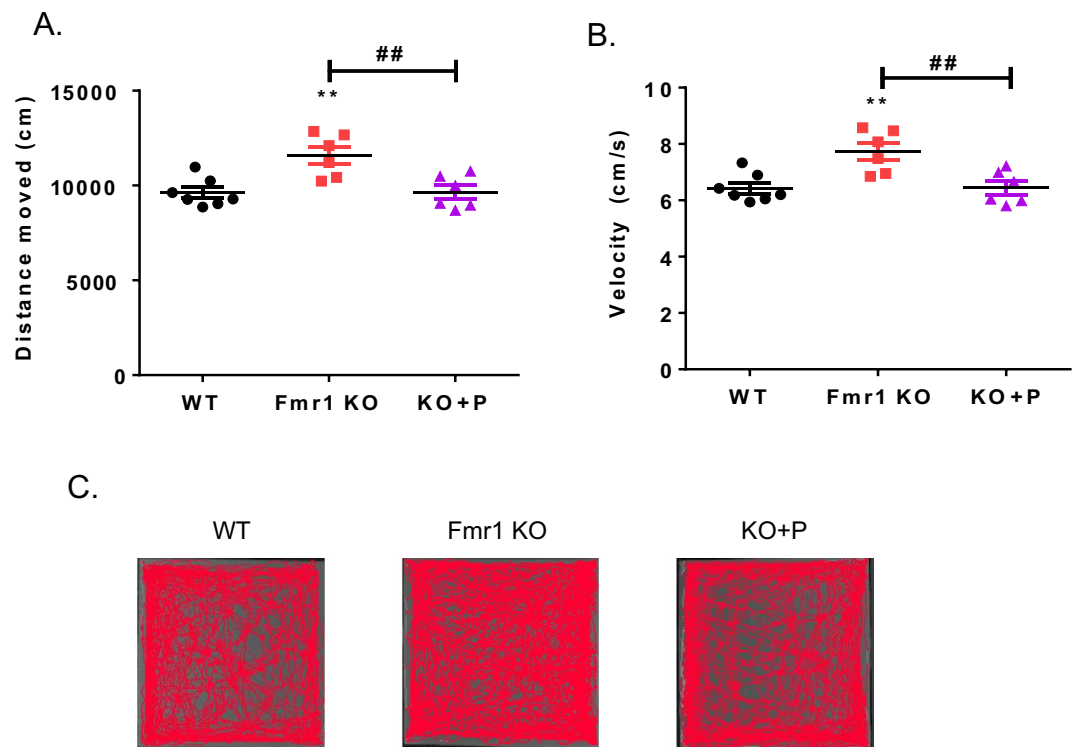 A.
##
**
Distance moved (cm)
15000
10000
5000
0
WT Fmr1 KO KO+P
B.
##
**
Velocity (cm/s)
10
8
6
4
2
0
WT Fmr1 KO KO+P
C.
WT Fmr1 KO KO+P